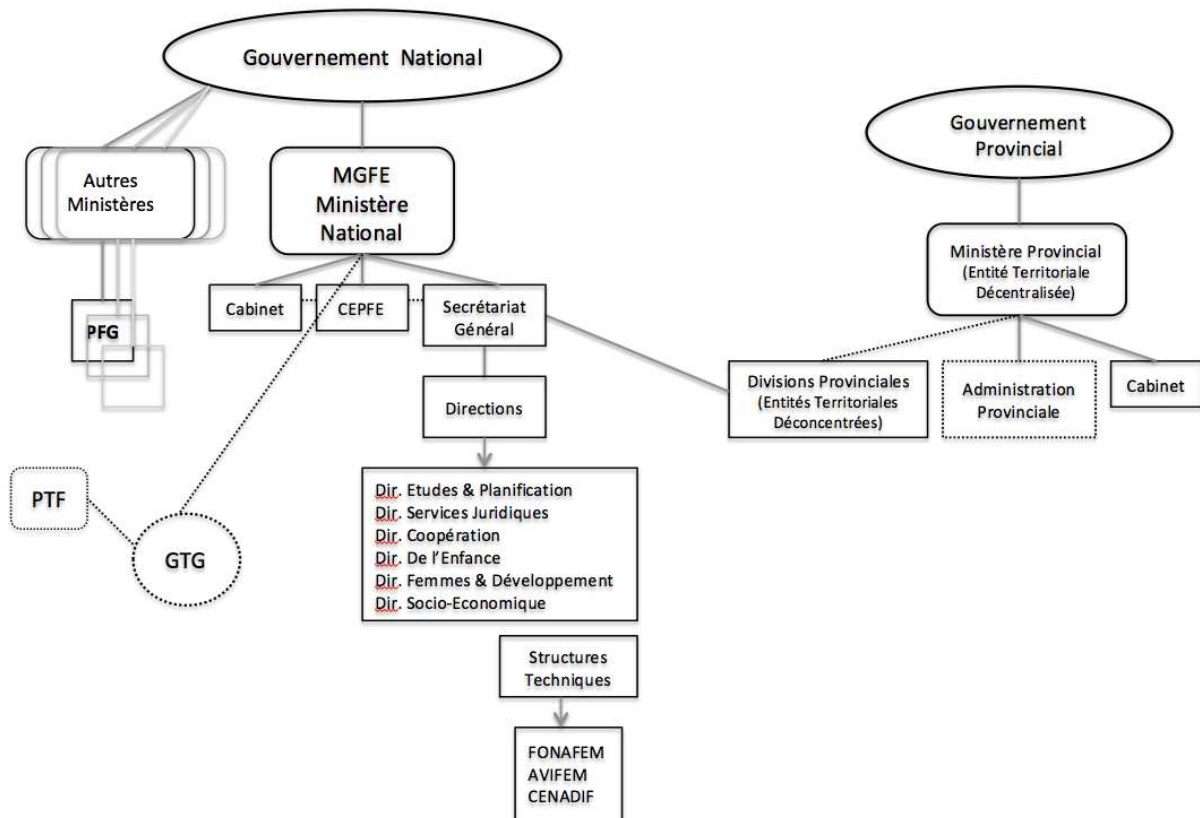 Gouvernement National
Gouvernement
Provincial
Autres
Ministères
MGFE
Ministère
National
Ministère Provincial
(Entité Territoriale
Décentralisée)
PFG
Cabinet
CEPFE
Secrétariat
Général
Divisions Provinciales
(Entités Territoriales
Déconcentrées)
Administration
Provinciale
Cabinet
Directions
PTF
GTG
Dir. Etudes & Planification
Dir. Services Juridiques
Dir. Coopération
Dir. De l'Enfance
Dir. Femmes & Développement
Dir. Socio-Economique
Structures
Techniques
FONAFEM
AVIFEM
CENADIF